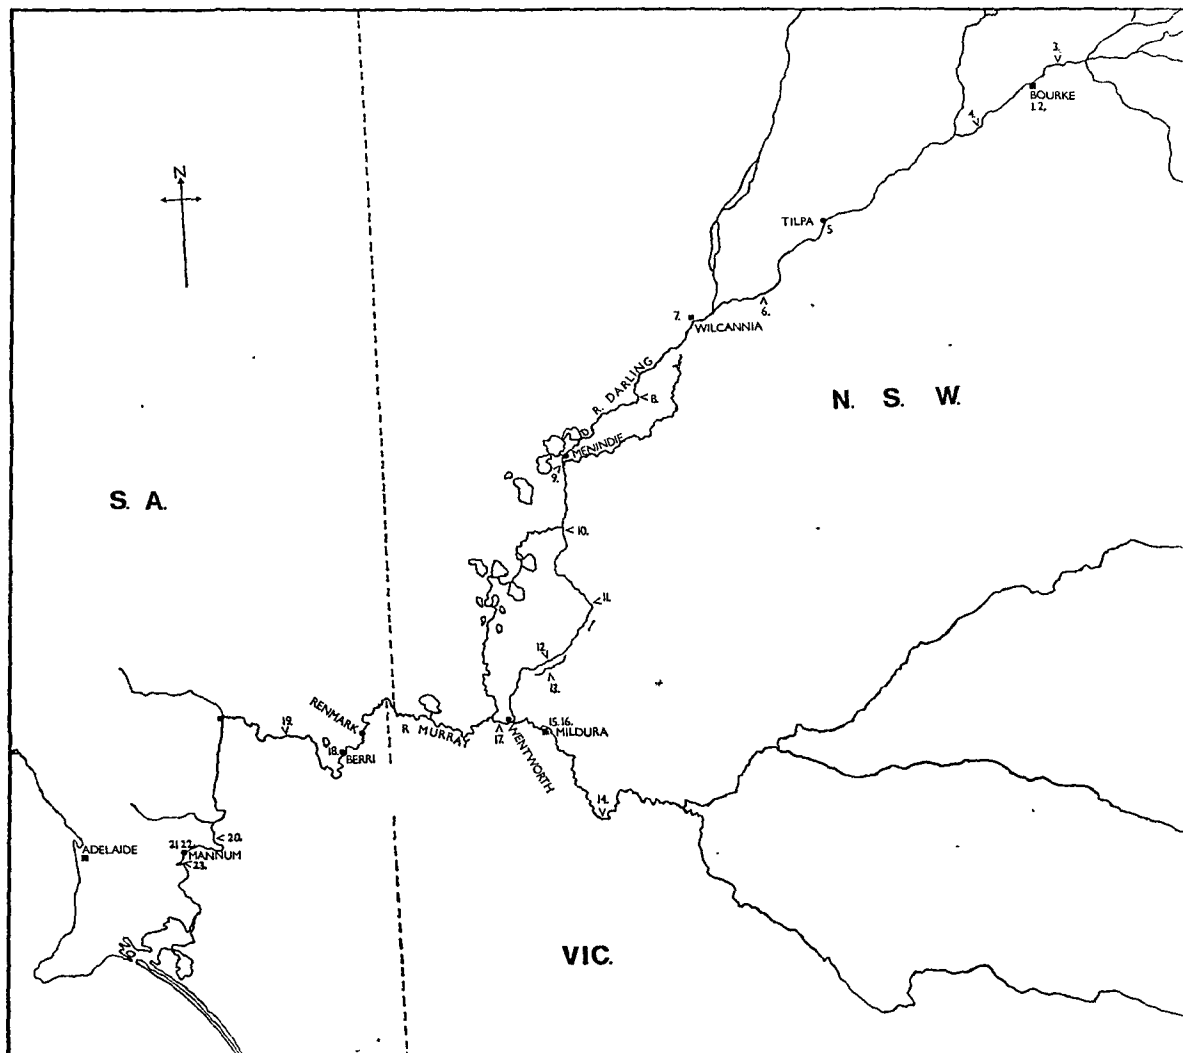 3.
BOURKE
1. 2.
4.
N
TILPA
5
6.
7.
WILCANNIA
R. DARLING
8.
N. S. W.
MENINDIE
9.
S. A.
10.
11.
12.
13.
RENMARK
19.
R MURRAY
17.
WENTWORTH
15. 16.
MILDURA
18.
BERRI
14.
20.
ADELAIDE
21 22.
MANNUM
23.
VIC.